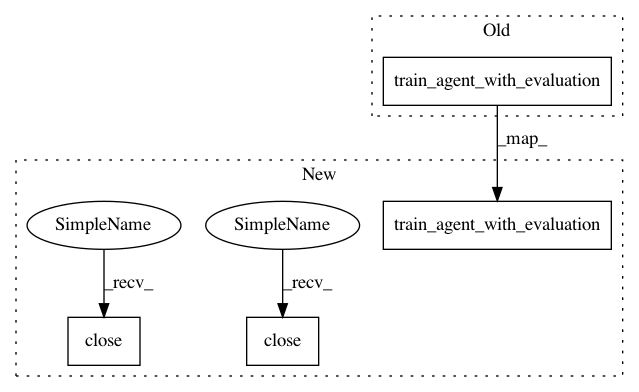 Old
train_agent_with_evaluation
_map_
New
SimpleName
SimpleName
train_agent_with_evaluation
_recv_
_recv_
close
close